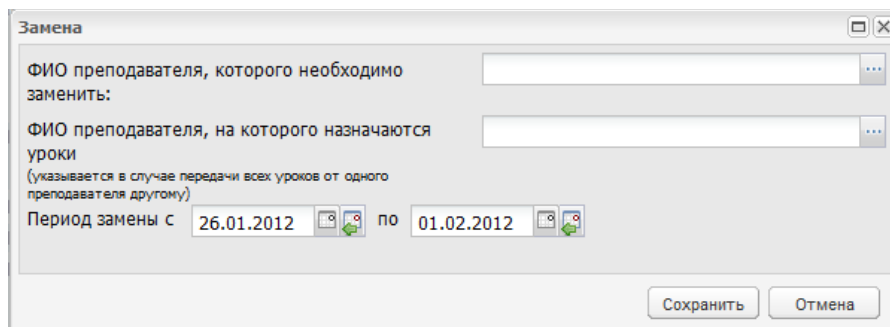 Замена
ФИО преподавателя, которого необходимо
заменить:
ФИО преподавателя, на которого назначаются
уроки
(указывается в случае передачи всех уроков от одного
преподавателя другому)
Период замены с 26.01.2012 по 01.02.2012
Сохранить Отмена